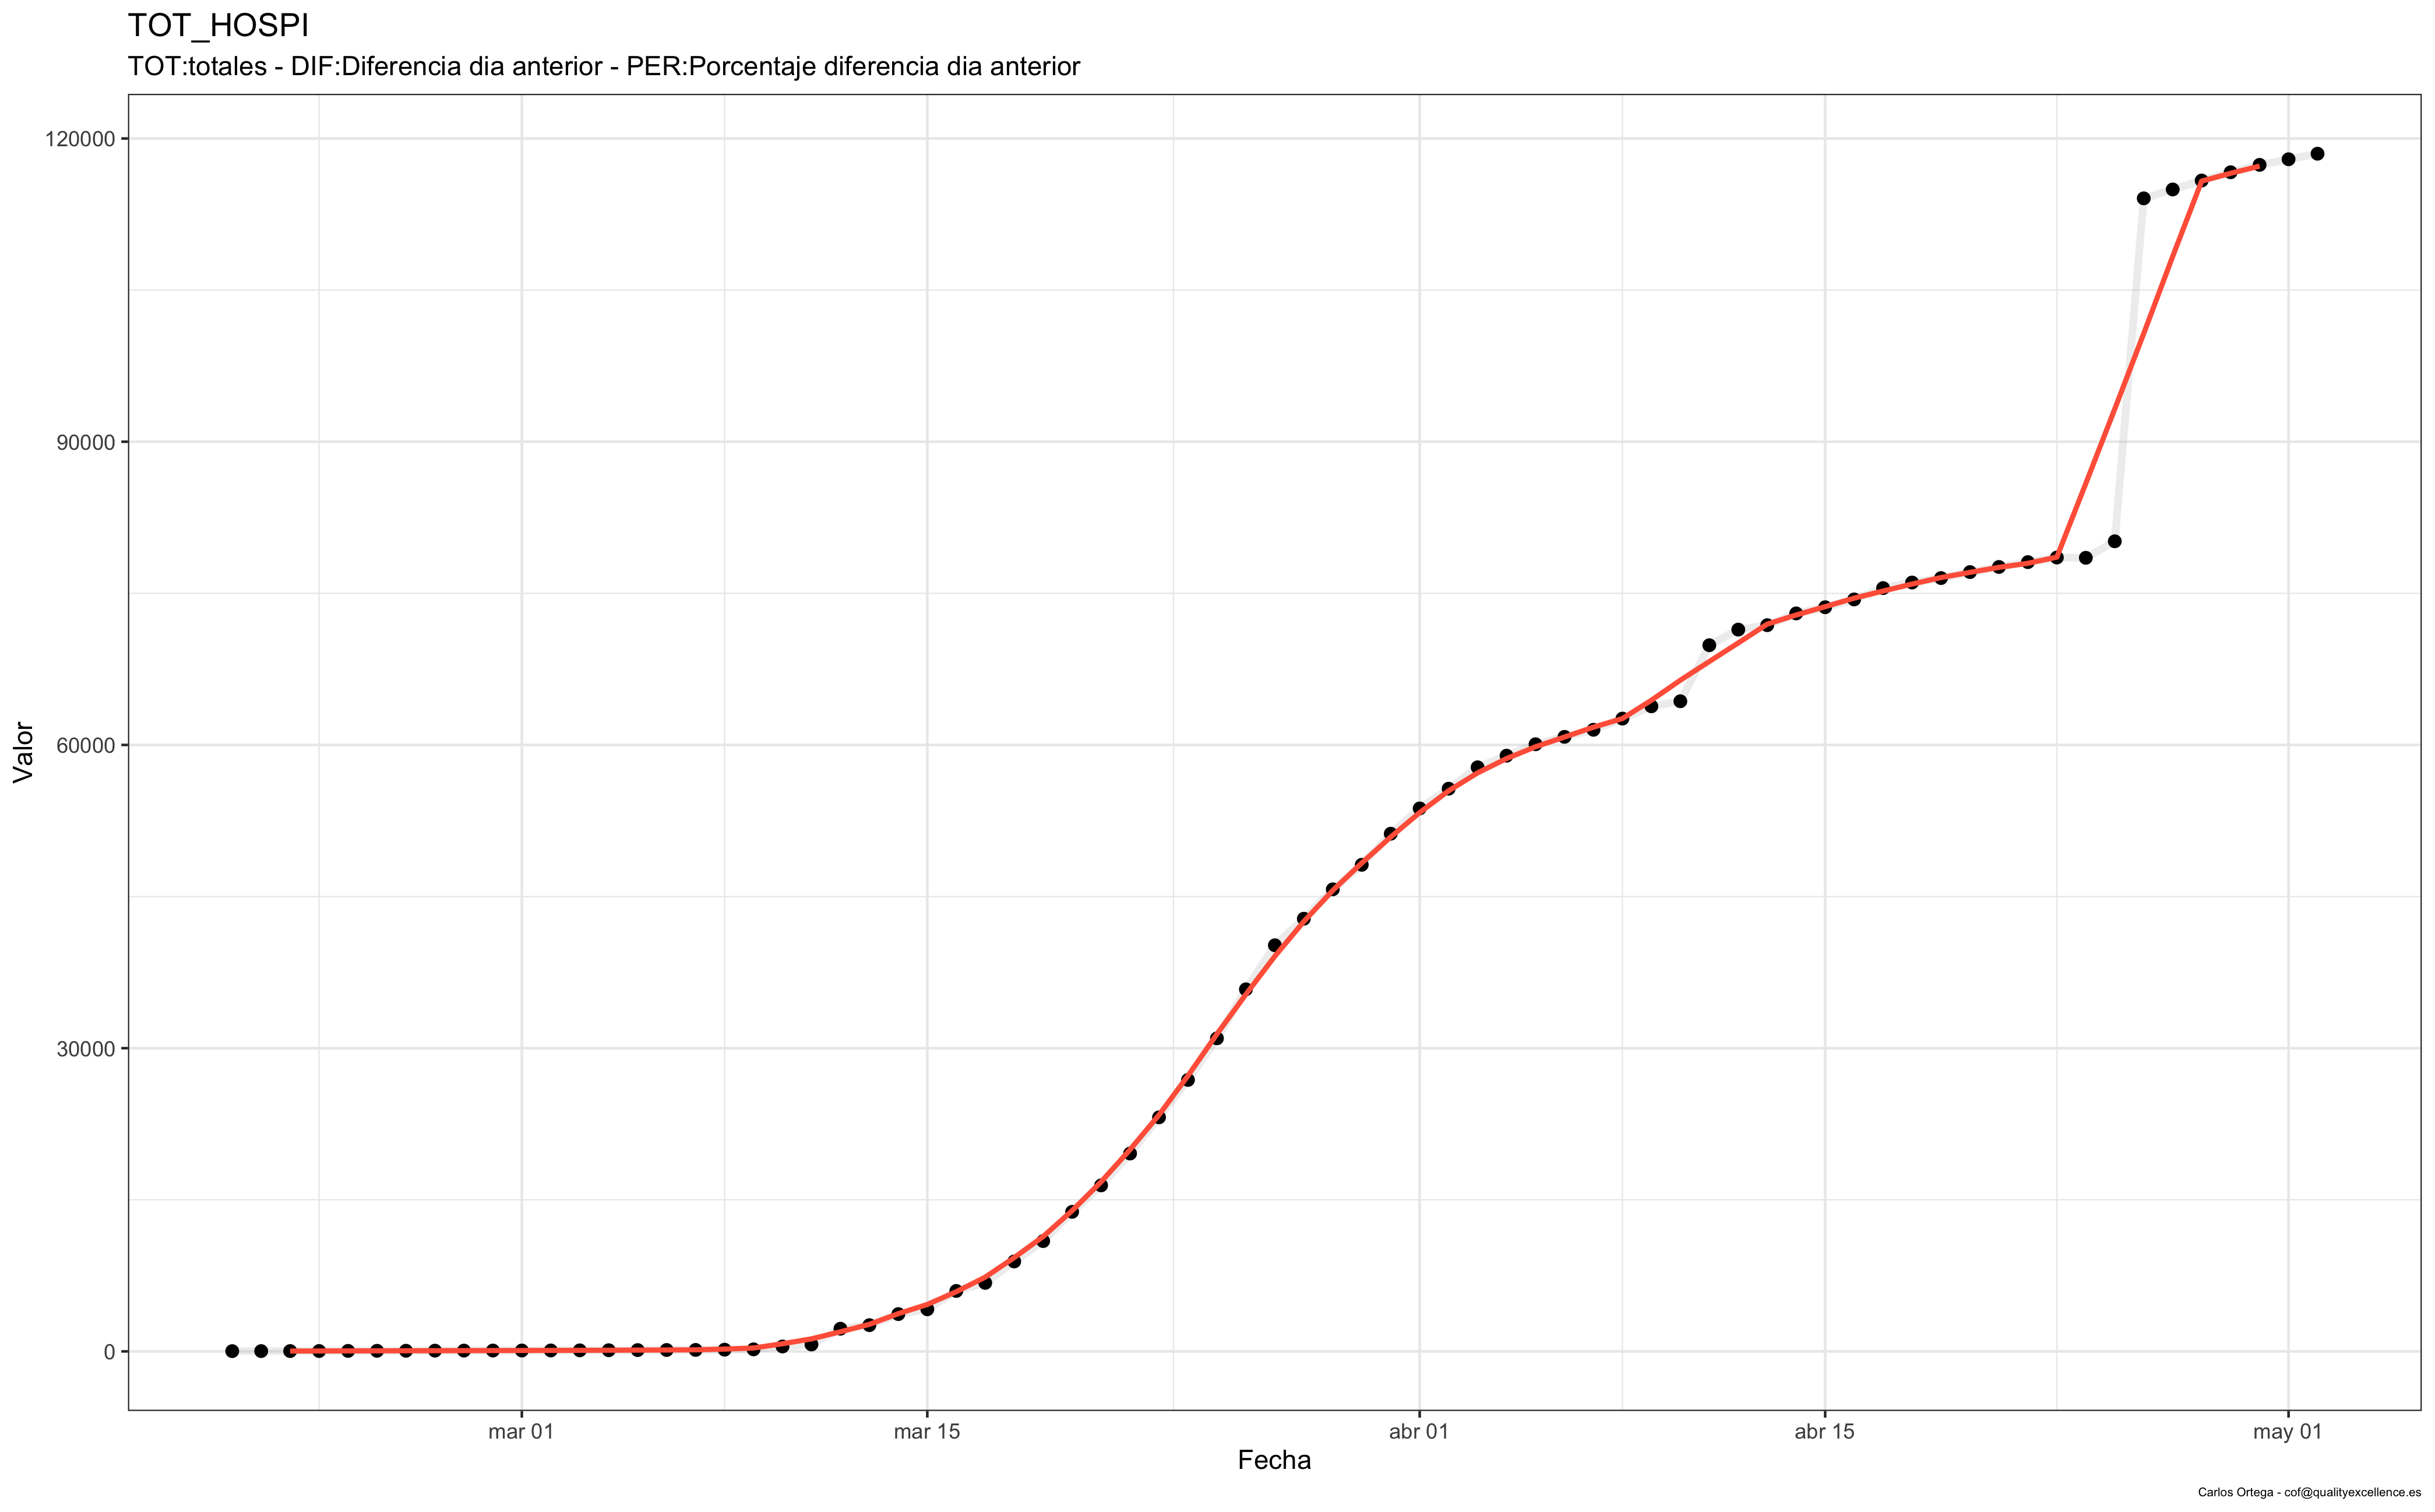 TOT_HOSPI
TOT:totales - DIF:Diferencia dia anterior - PER:Porcentaje diferencia dia anterior
120000
90000
60000
30000
0
Valor
mar 01
mar 15
abr 01
abr 15
may 01
Fecha
Carlos Ortega - cof@qualityexcellence.es